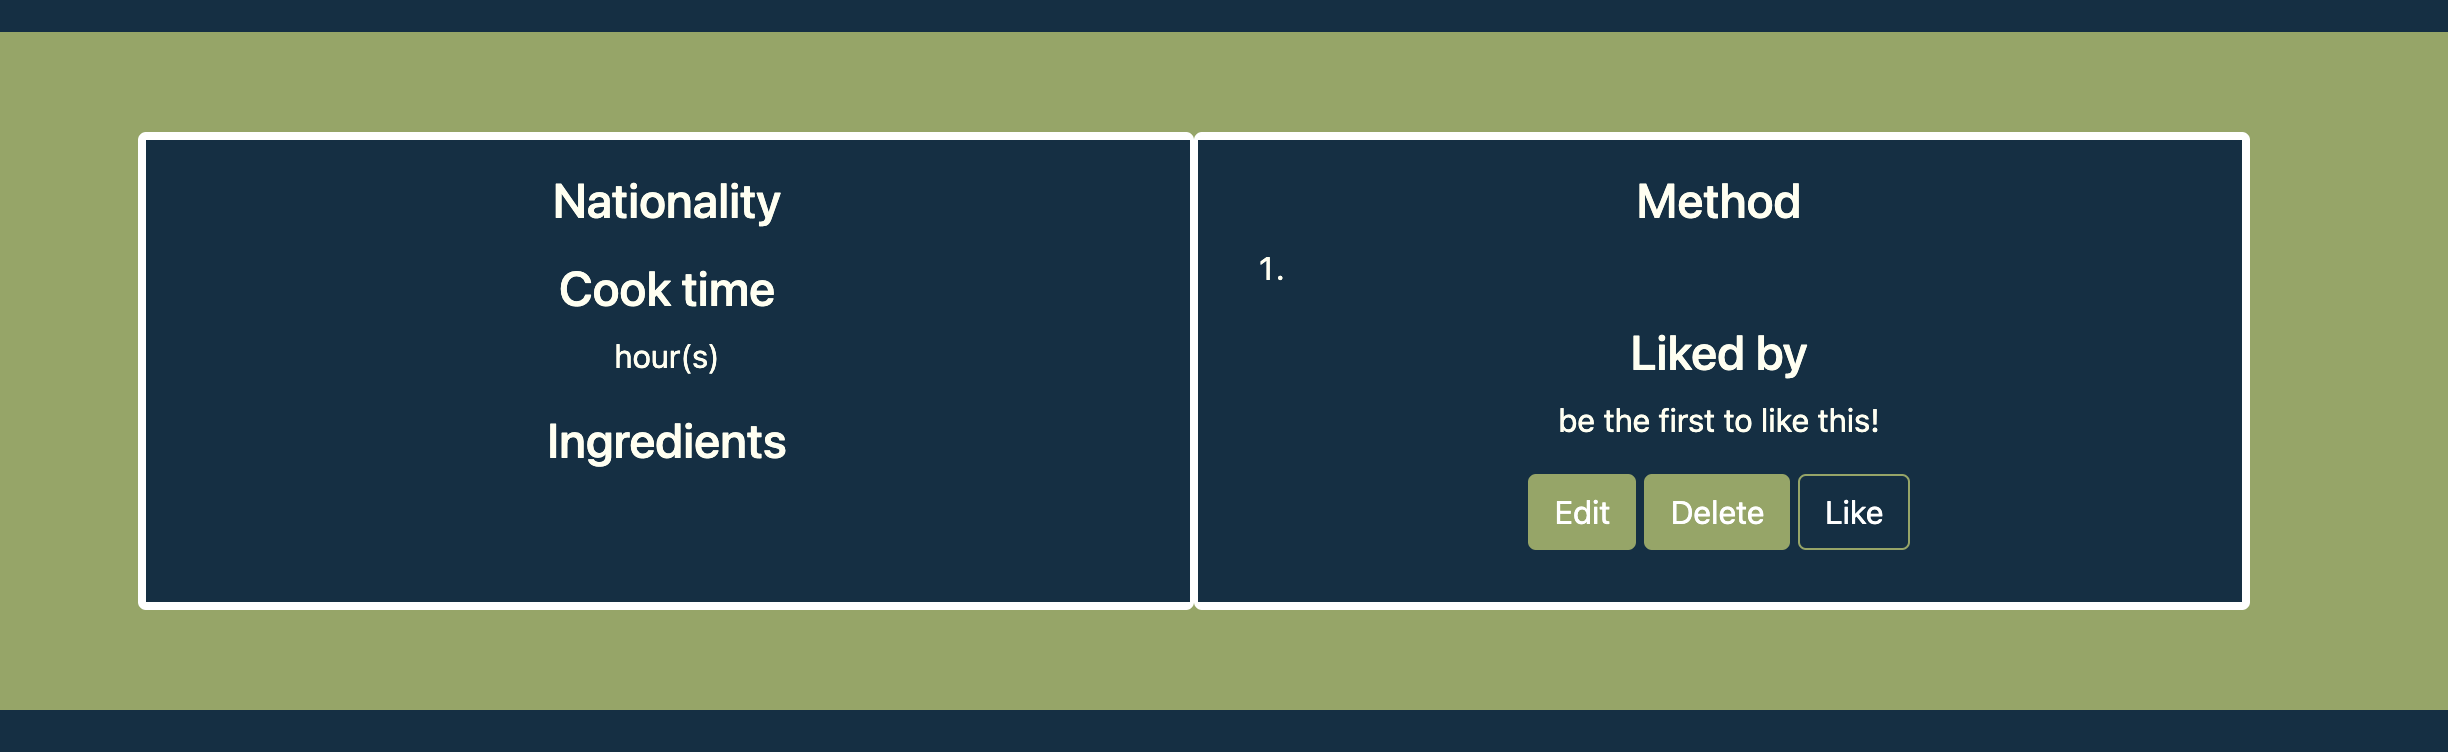 Nationality
Cook time
hour(s)
Ingredients
Method
1.
Liked by
be the first to like this!
Edit
Delete
Like